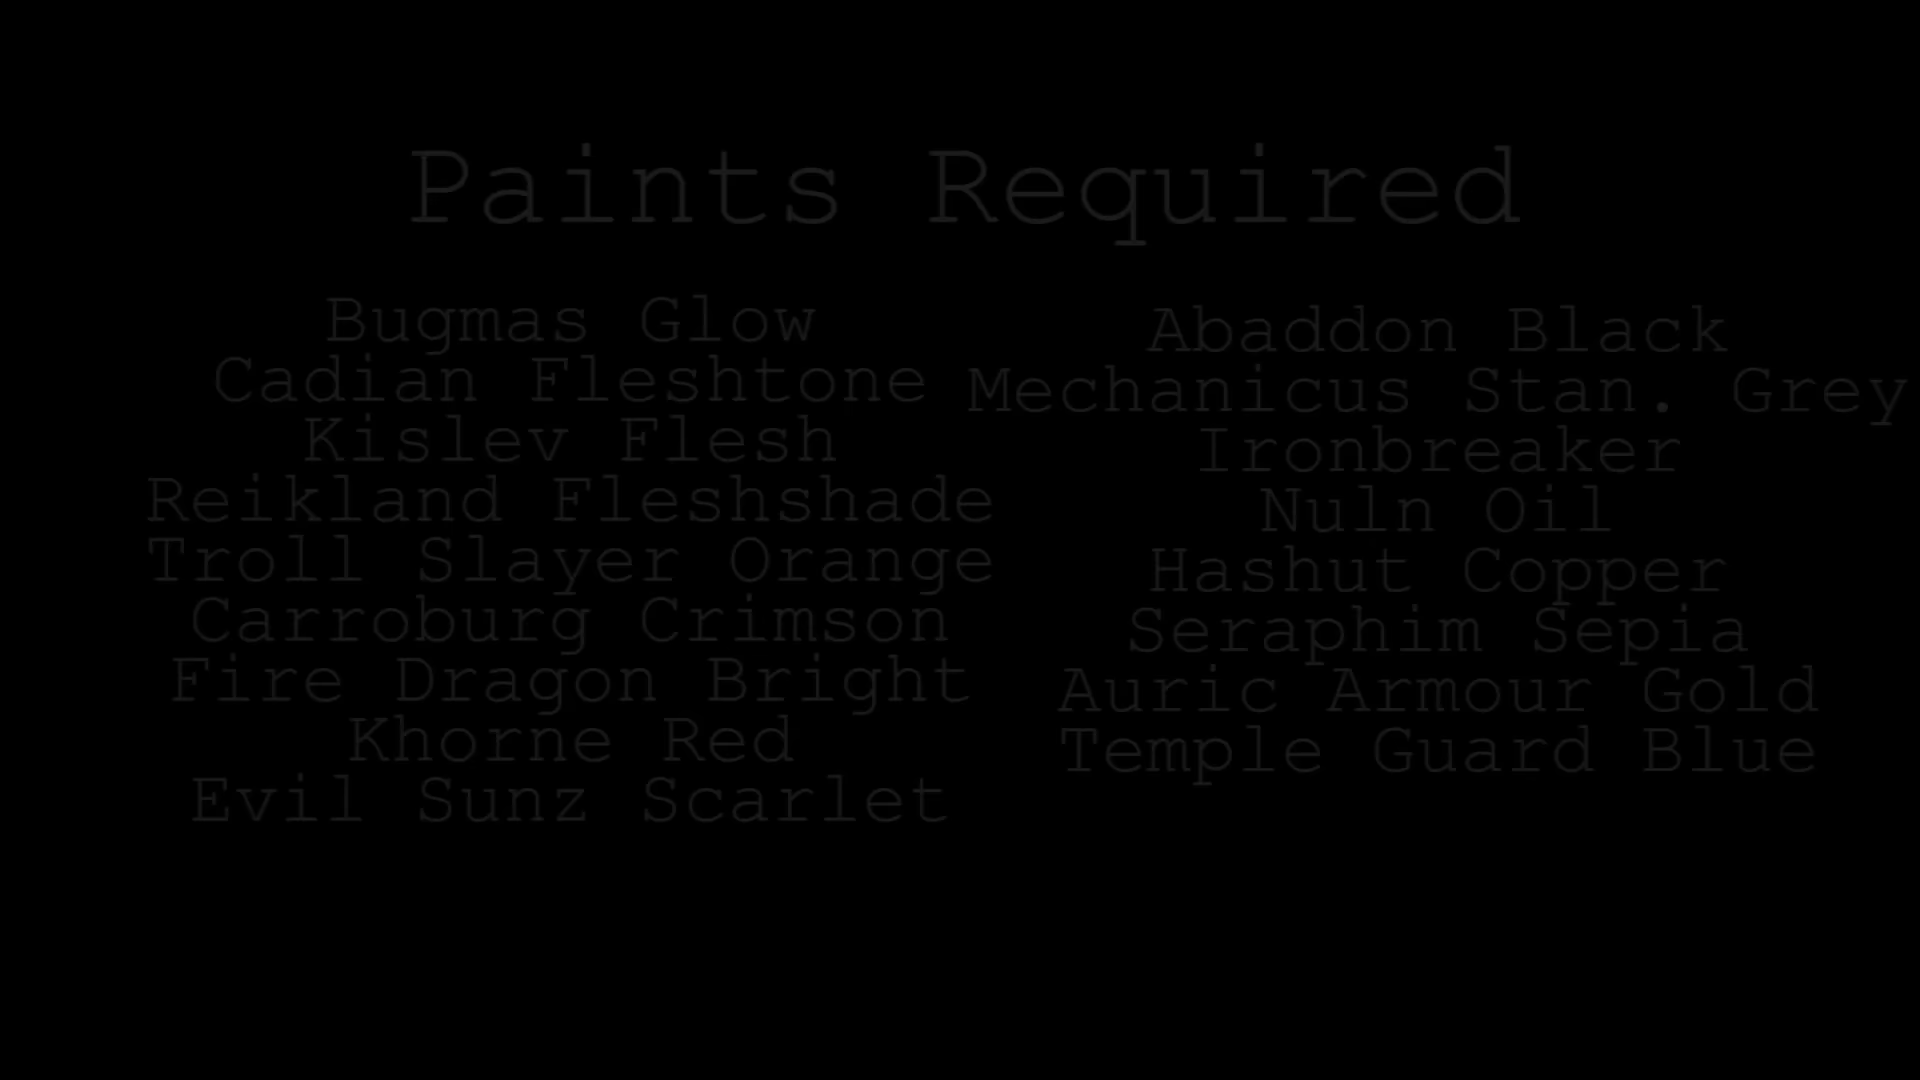 Paints Required
Bugmas Glow
Cadian Fleshtone
Kislev Flesh
Reikland Fleshshade
Troll Slayer Orange
Carroburg Crimson
Fire Dragon Bright
Khorne Red
Evil Sunz Scarlet
Abaddon Black
Mechanicus Stan. Grey
Ironbreaker
Nuln Oil
Hashut Copper
Seraphim Sepia
Auric Armour Gold
Temple Guard Blue